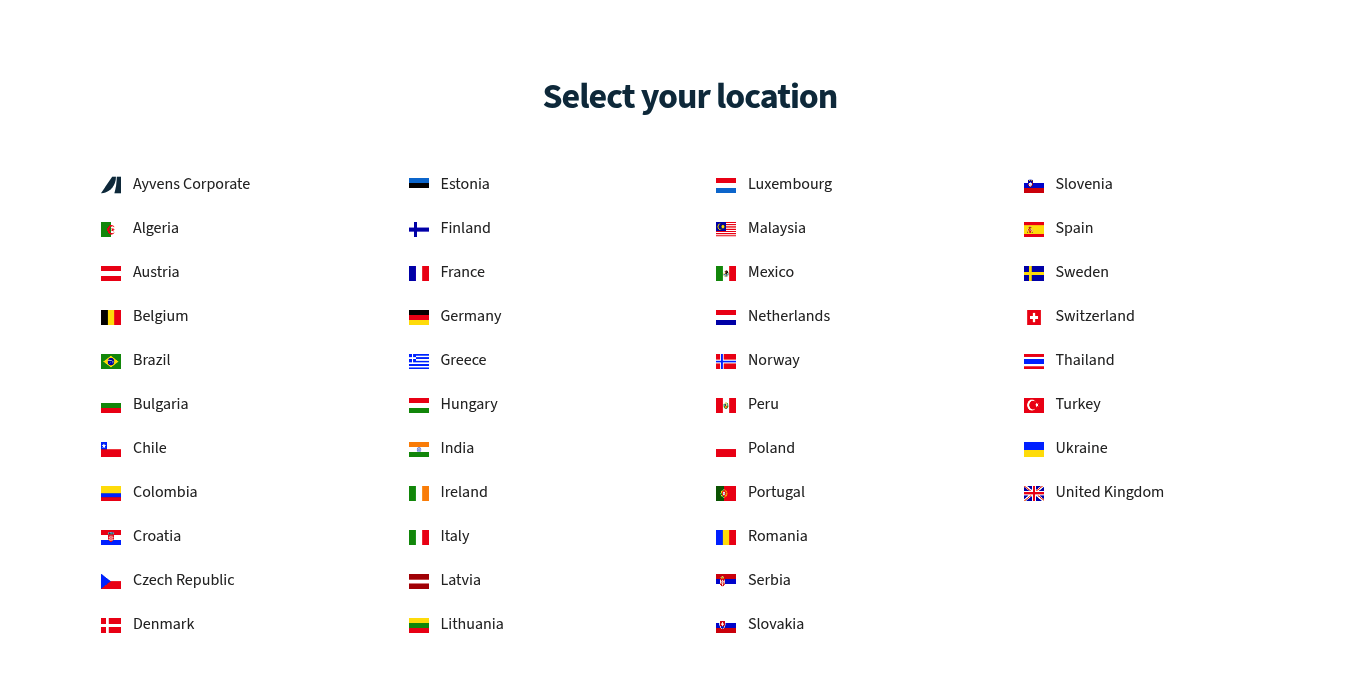 Select your location
Ayvens Corporate
Algeria
Austria
Belgium
Brazil
Bulgaria
Chile
Colombia
Croatia
Czech Republic
Denmark
Estonia
Finland
France
Germany
Greece
Hungary
India
Ireland
Italy
Latvia
Lithuania
Luxembourg
Malaysia
Mexico
Netherlands
Norway
Peru
Poland
Portugal
Romania
Serbia
Slovakia
Slovenia
Spain
Sweden
Switzerland
Thailand
Turkey
Ukraine
United Kingdom